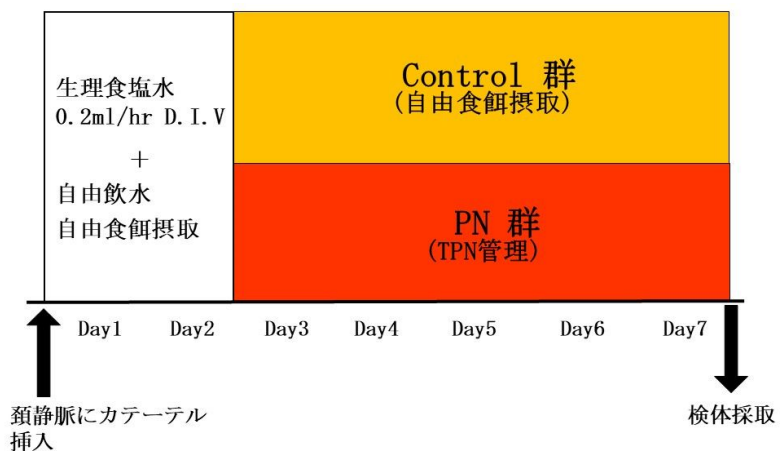 生理食塩水
0.2ml/hr D.I.V
+
自由飲水
自由食餌摂取
Control 群
(自由食餌摂取)
PN 群
(TPN管理)
Day1 Day2 Day3 Day4 Day5 Day6 Day7
頚静脈にカテーテル
挿入
検体採取